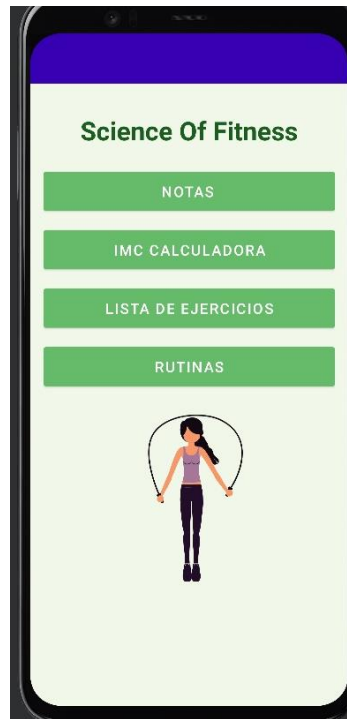 Science Of Fitness
NOTAS
IMC CALCULADORA
LISTA DE EJERCICIOS
RUTINAS